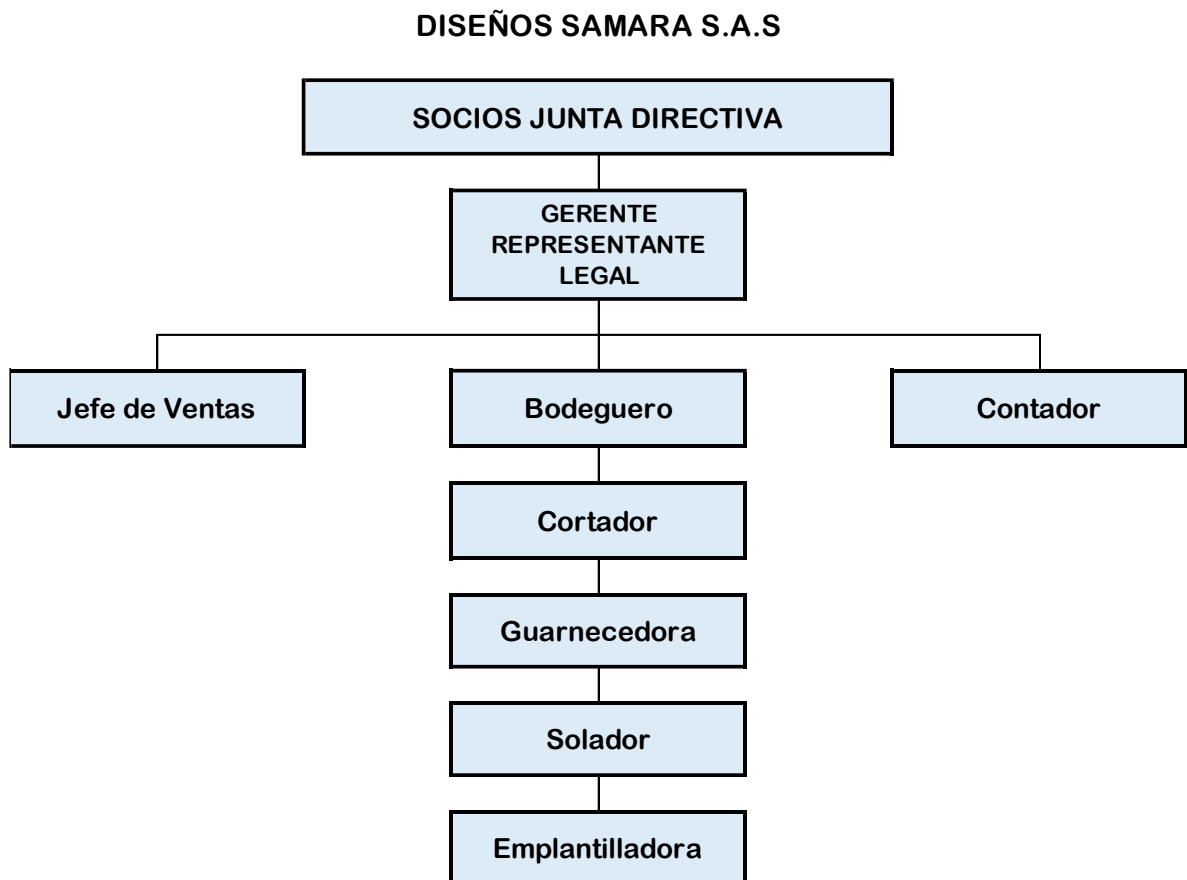 DISEÑOS SAMARA S.A.S
SOCIOS JUNTA DIRECTIVA
GERENTE
REPRESENTANTE
LEGAL
Jefe de Ventas
Bodeguero
Contador
Cortador
Guarnecedora
Solador
Emplantilladora